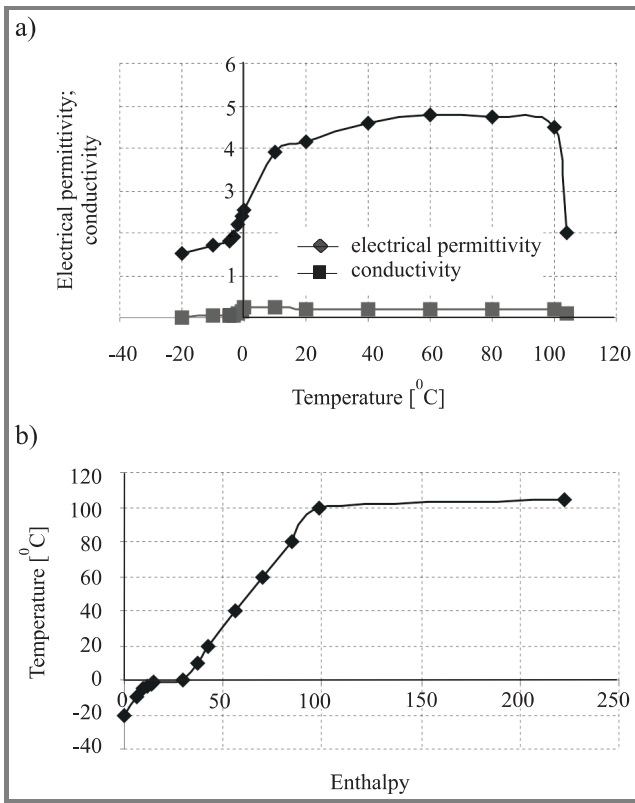 a)
6
5
4
3
2
1
0
Electrical permittivity;
conductivity
electrical permittivity
conductivity
-40 -20 0 20 40 60 80 100 120
Temperature [⁰C]
b)
120
100
80
60
40
20
0
-20
-40
Temperature [⁰C]
0 50 100 150 200 250
Enthalpy